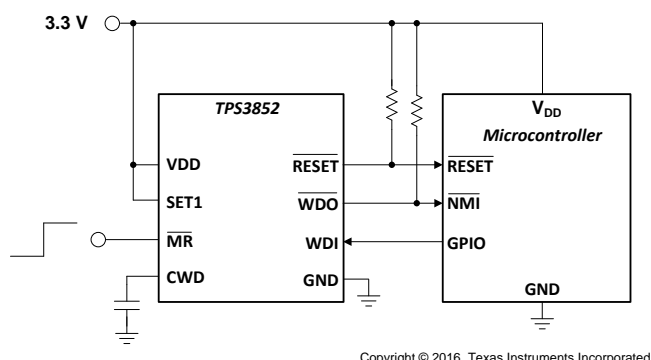 3.3 V
TPS3852
VDD
SET1
MR
CWD
RESET
WDO
WDI
GND
VDD
Microcontroller
RESET
NMI
GPIO
GND
Copyright © 2016, Texas Instruments Incorporated